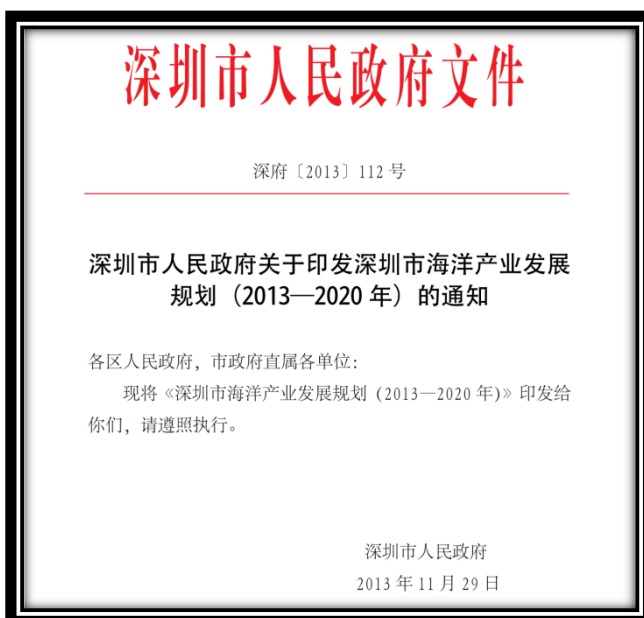 深圳市人民政府文件
深府〔2013〕112号
深圳市人民政府关于印发深圳市海洋产业发展
规划（2013—2020年）的通知
各区人民政府，市政府直属各单位：
现将《深圳市海洋产业发展规划（2013—2020年)》印发给
你们，请遵照执行。
深圳市人民政府
2013年11月29日